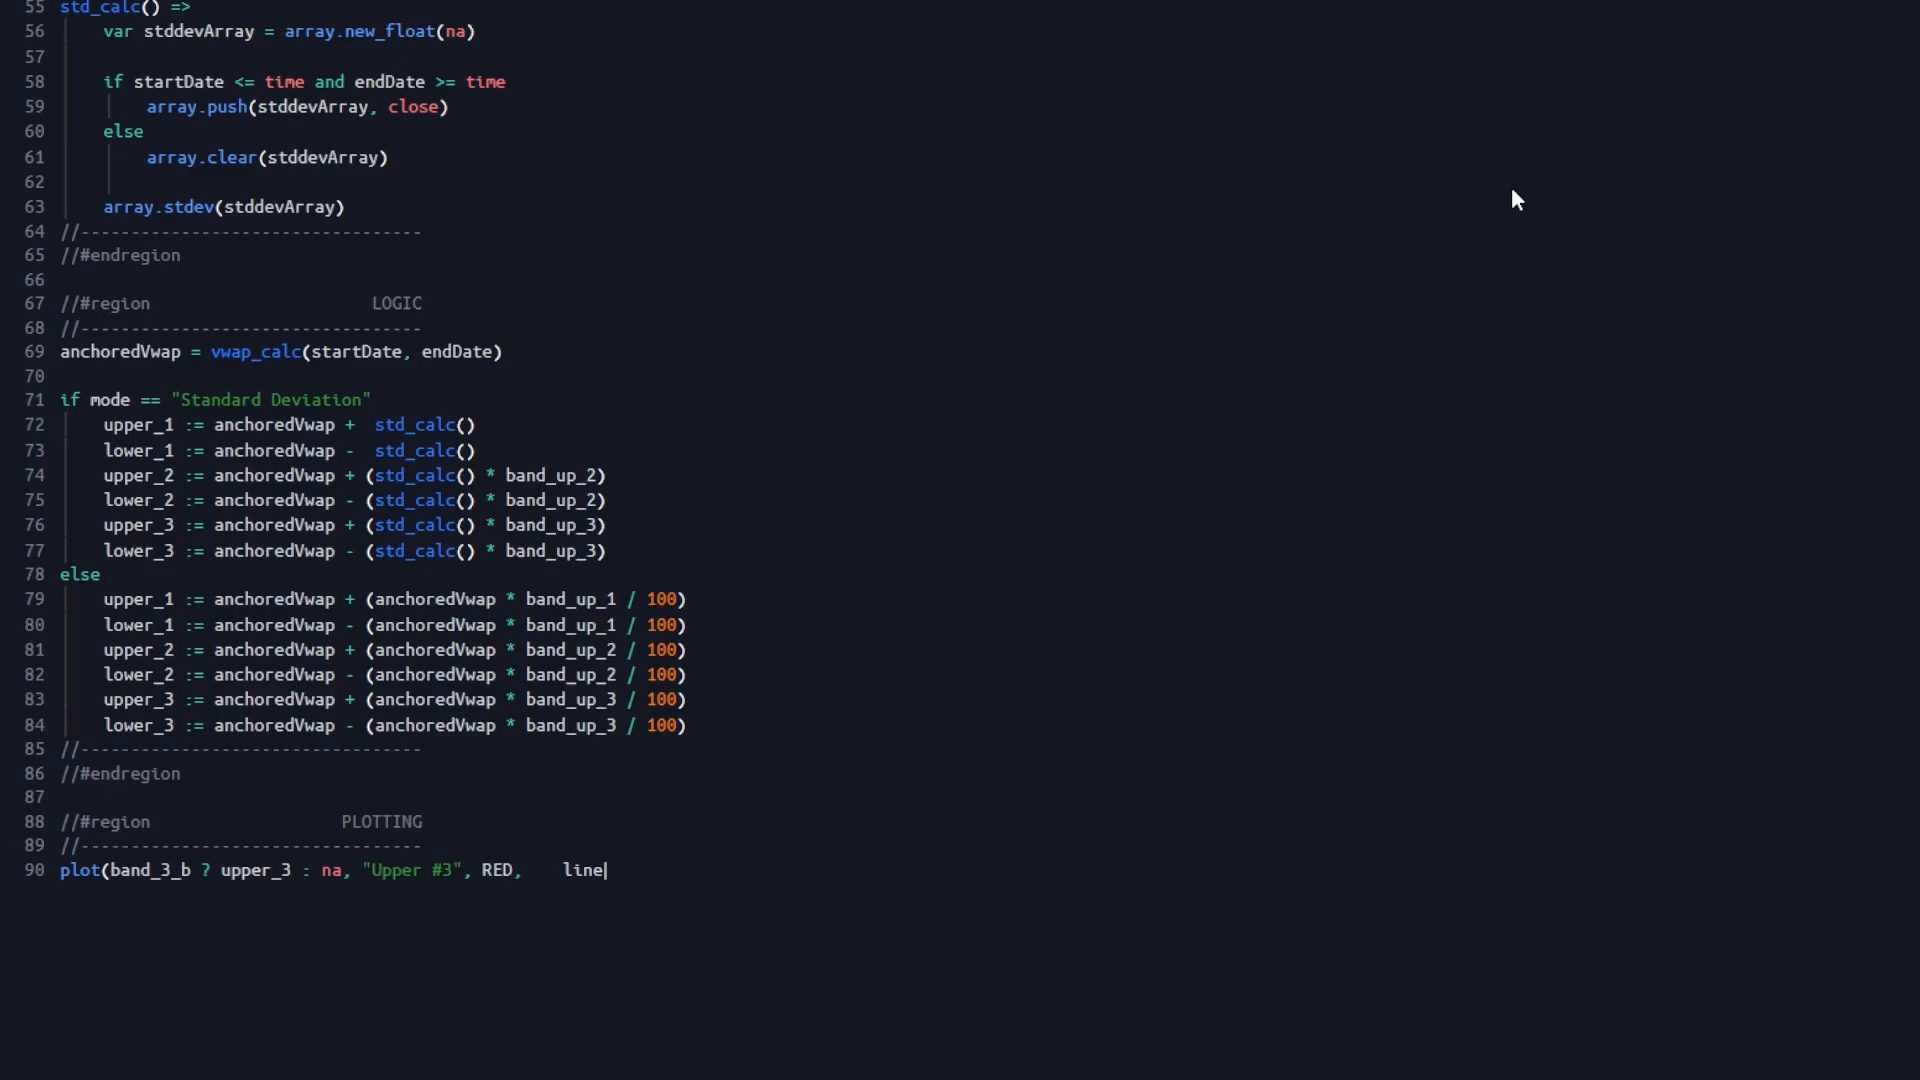 55 std_calc() =>
56     var stddevArray = array.new_float(na)
57
58     if startDate <= time and endDate >= time
59         array.push(stddevArray, close)
60     else
61         array.clear(stddevArray)
62
63     array.stdev(stddevArray)
64 //----------------------------------
65 //#endregion
66
67 //#region                      LOGIC
68 //----------------------------------
69 anchoredVwap = vwap_calc(startDate, endDate)
70
71 if mode == "Standard Deviation"
72     upper_1 := anchoredVwap +  std_calc()
73     lower_1 := anchoredVwap -  std_calc()
74     upper_2 := anchoredVwap + (std_calc() * band_up_2)
75     lower_2 := anchoredVwap - (std_calc() * band_up_2)
76     upper_3 := anchoredVwap + (std_calc() * band_up_3)
77     lower_3 := anchoredVwap - (std_calc() * band_up_3)
78 else
79     upper_1 := anchoredVwap + (anchoredVwap * band_up_1 / 100)
80     lower_1 := anchoredVwap - (anchoredVwap * band_up_1 / 100)
81     upper_2 := anchoredVwap + (anchoredVwap * band_up_2 / 100)
82     lower_2 := anchoredVwap - (anchoredVwap * band_up_2 / 100)
83     upper_3 := anchoredVwap + (anchoredVwap * band_up_3 / 100)
84     lower_3 := anchoredVwap - (anchoredVwap * band_up_3 / 100)
85 //----------------------------------
86 //#endregion
87
88 //#region                   PLOTTING
89 //----------------------------------
90 plot(band_3_b ? upper_3 : na, "Upper #3", RED,    line